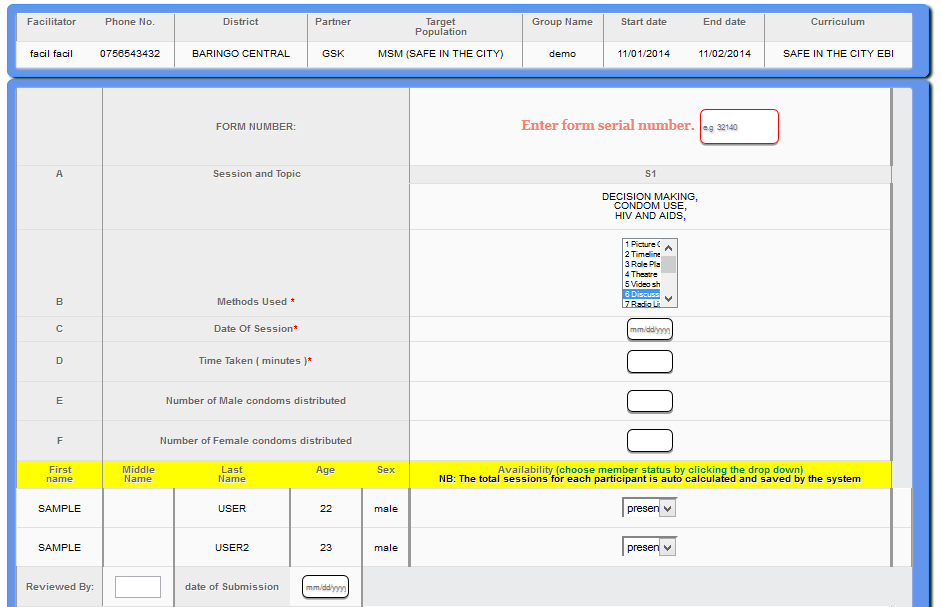 Facilitator Phone No. District Partner Target Population Group Name Start date End date Curriculum
facil facil 0756543432 BARINGO CENTRAL GSK MSM (SAFE IN THE CITY) demo 11/01/2014 11/02/2014 SAFE IN THE CITY EBI
FORM NUMBER: Enter form serial number. e.g 32140
A Session and Topic S1
DECISION MAKING,
CONDOM USE,
HIV AND AIDS,
1 Picture C
2 Timeline
3 Role Pla
4 Theatre
5 Video sh
6 Discuss
7 Radio Li
B Methods Used *
C Date Of Session* mm/dd/yyyy
D Time Taken ( minutes )*
E Number of Male condoms distributed
F Number of Female condoms distributed
First name Middle Name Last Name Age Sex Availability (choose member status by clicking the drop down)
NB: The total sessions for each participant is auto calculated and saved by the system
SAMPLE USER 22 male presen
SAMPLE USER2 23 male presen
Reviewed By: date of Submission mm/dd/yyyy